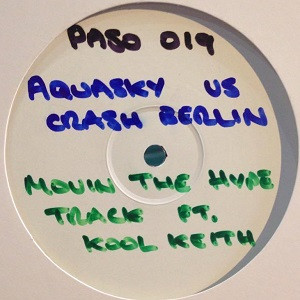 PASO 019
AQUASKY VS
CRASH BERLIN
MOVIN THE HYPE
TRACK FT.
KOOL KEITH